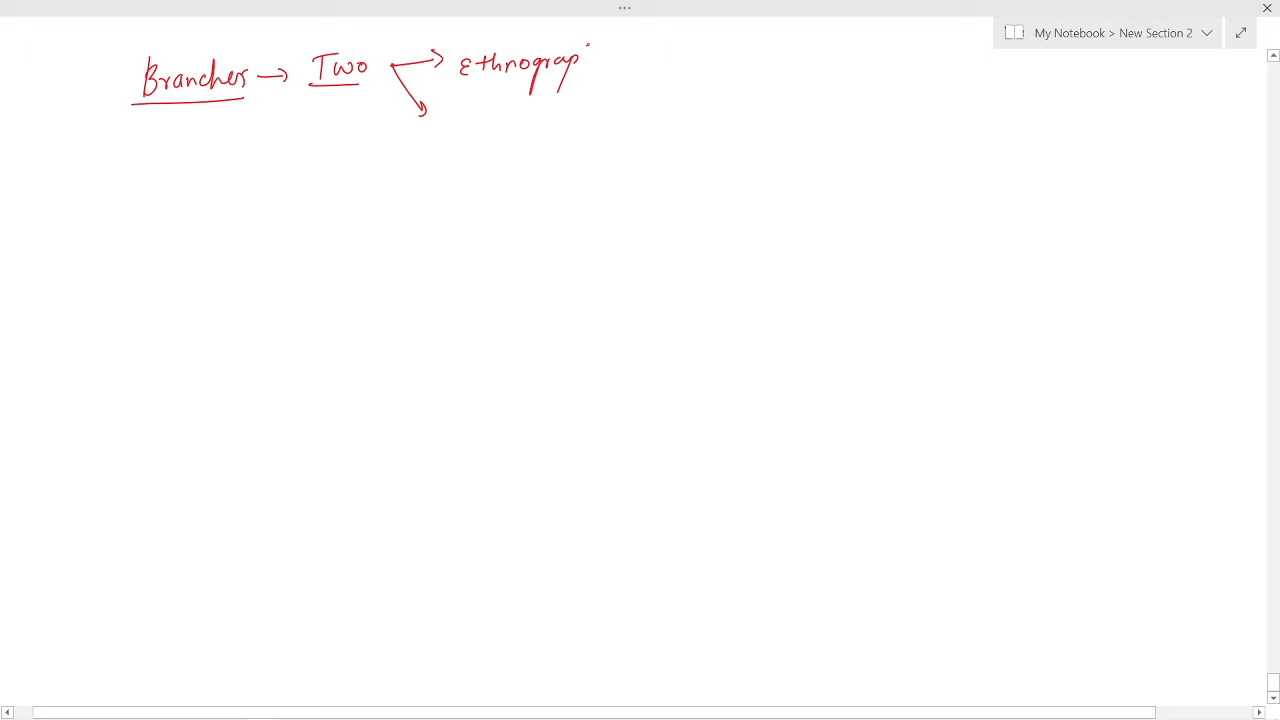 My Notebook > New Section 2
Branches → Two → Ethnograp